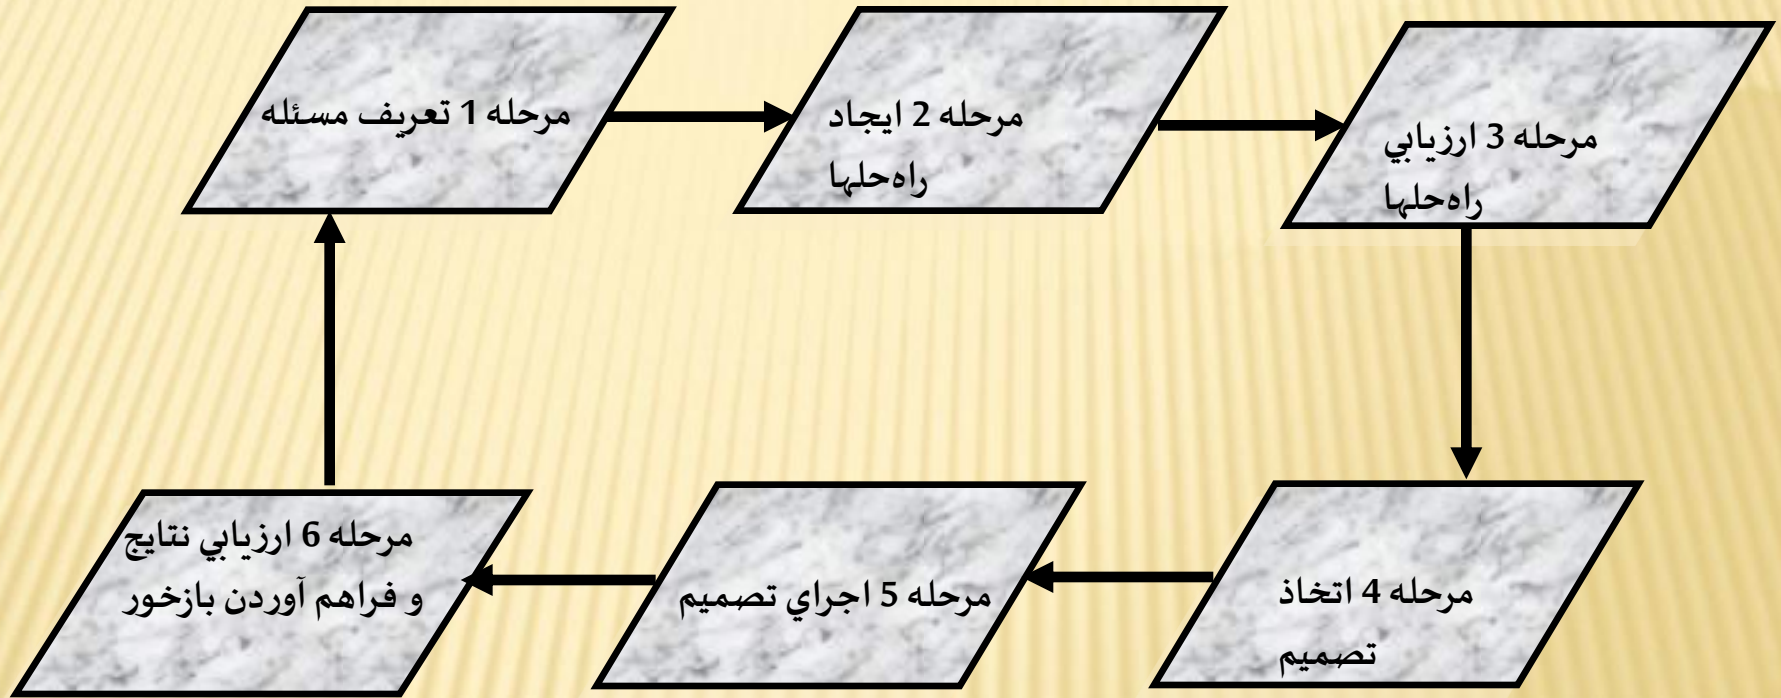 مرحله 1 تعريف مسئله
مرحله 2 ايجاد
راه‌حلها
مرحله 3 ارزيابي
راه‌حلها
مرحله 4 اتخاذ
تصميم
مرحله 5 اجراي تصميم
مرحله 6 ارزيابي نتايج
و فراهم آوردن بازخور